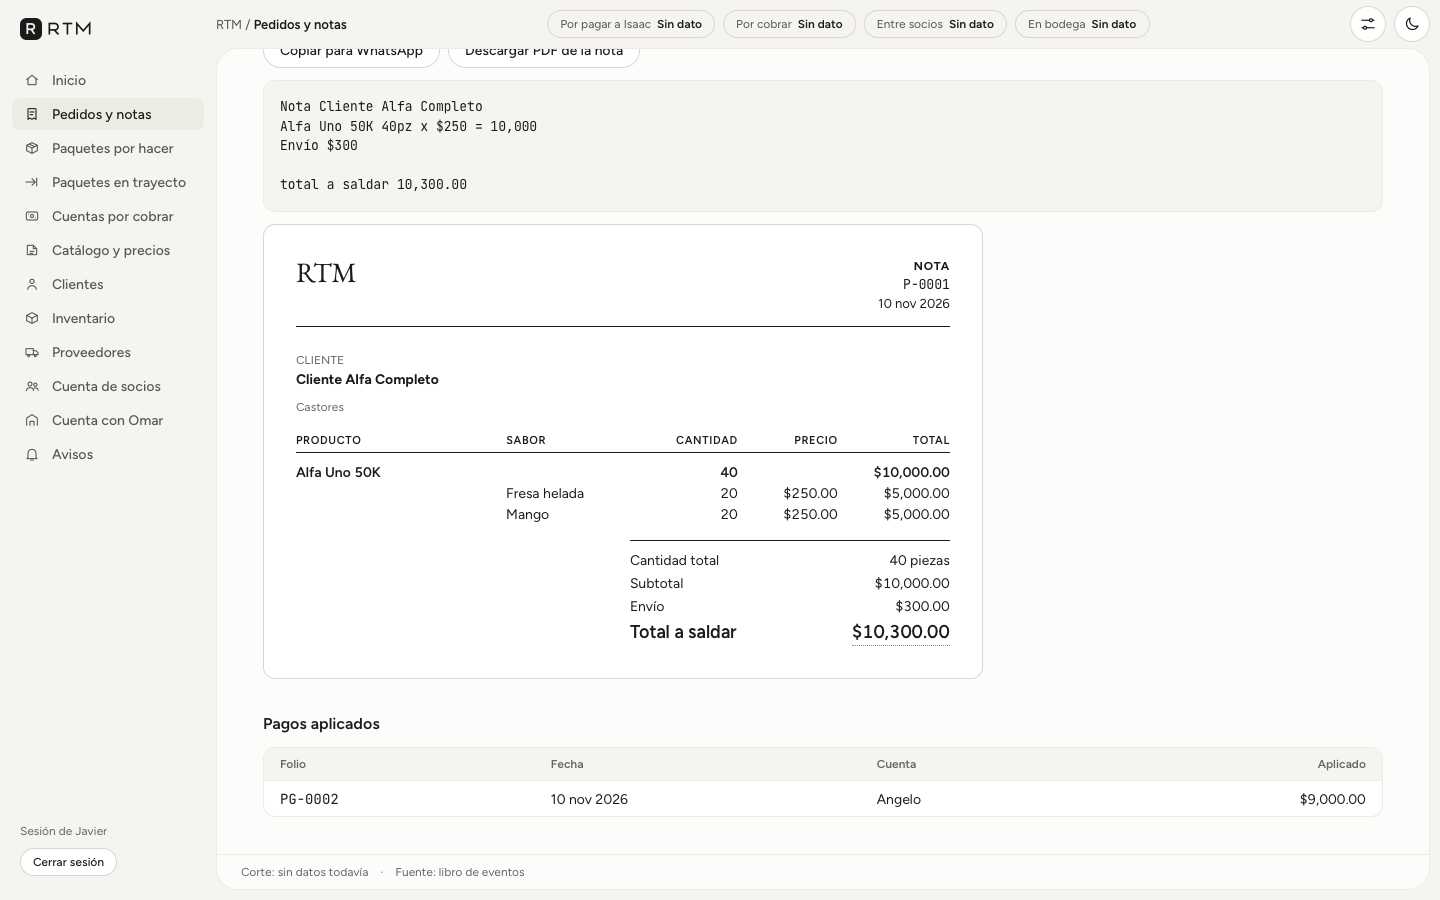 R RTM
RTM / Pedidos y notas
Por pagar a Isaac Sin dato
Por cobrar Sin dato
Entre socios Sin dato
En bodega Sin dato
Inicio
Pedidos y notas
Paquetes por hacer
Paquetes en trayecto
Cuentas por cobrar
Catálogo y precios
Clientes
Inventario
Proveedores
Cuenta de socios
Cuenta con Omar
Avisos
Sesión de Javier
Cerrar sesión
Copiar para WhatsApp
Descargar PDF de la nota
Nota Cliente Alfa Completo
Alfa Uno 50K 40pz x $250 = 10,000
Envío $300
total a saldar 10,300.00
RTM
NOTA
P-0001
10 nov 2026
CLIENTE
Cliente Alfa Completo
Castores
PRODUCTO SABOR CANTIDAD PRECIO TOTAL
Alfa Uno 50K 40 $10,000.00
Fresa helada 20 $250.00 $5,000.00
Mango 20 $250.00 $5,000.00
Cantidad total 40 piezas
Subtotal $10,000.00
Envío $300.00
Total a saldar $10,300.00
Pagos aplicados
Folio Fecha Cuenta Aplicado
PG-0002 10 nov 2026 Angelo $9,000.00
Corte: sin datos todavía · Fuente: libro de eventos